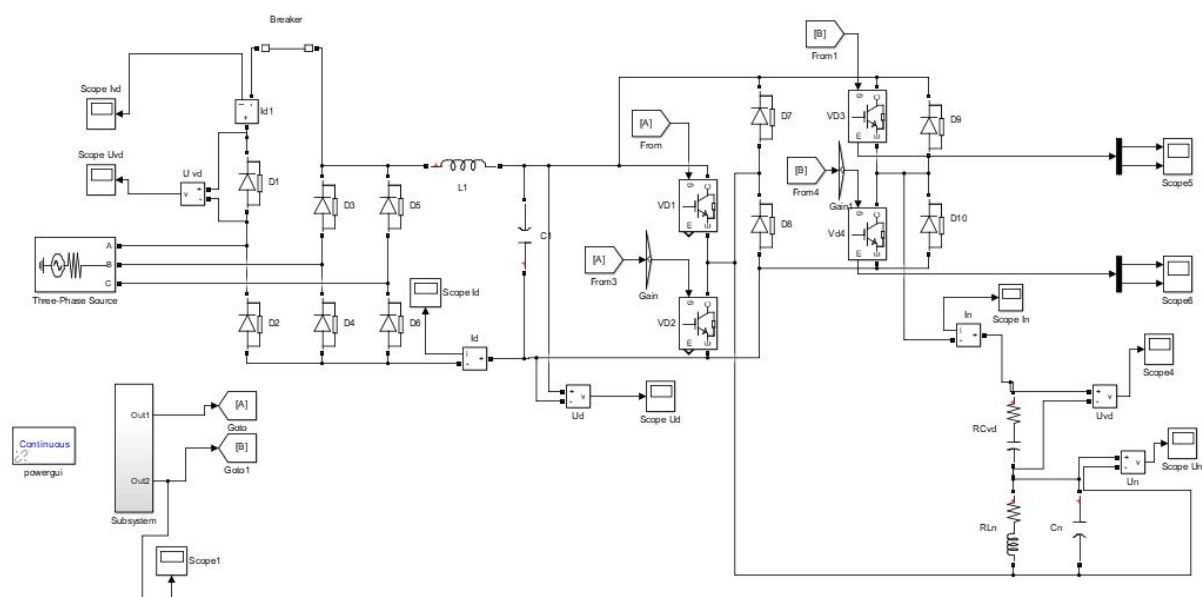 Breaker
[B]
From1
Scope Ivd
Id1
[A]
From
D7
VD3
D9
g
C
E
Scope Uvd
U vd
v
+
-
D1
D3
D5
L1
C1
VD1
[B]
From4
Gain1
Vd4
D8
D10
Scope5
A
B
C
Three-Phase Source
[A]
From3
Gain
VD2
Scope Id
D2
D4
D6
Id
i
In
Scope In
Scope6
Scope4
Out1
[A]
Goto
Ud
Scope Ud
RCvd
Uvd
Continuous
powergui
[B]
Goto1
Out2
Subsystem
Un
Scope Un
RLn
Cn
Scope1